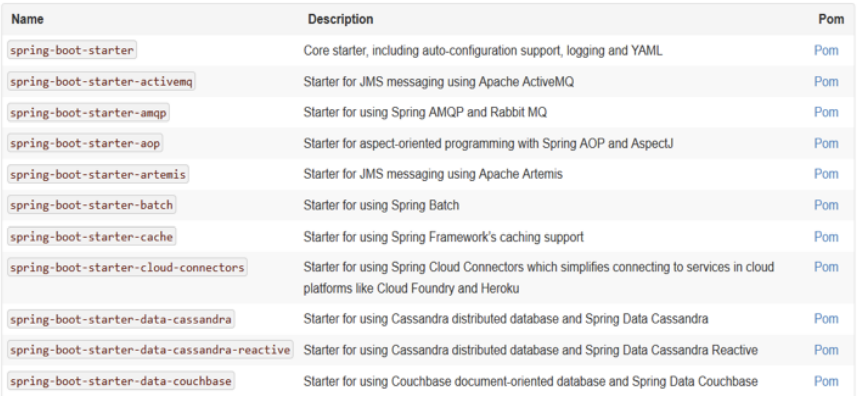 Name Description Pom
spring-boot-starter Core starter, including auto-configuration support, logging and YAML Pom
spring-boot-starter-activemq Starter for JMS messaging using Apache ActiveMQ Pom
spring-boot-starter-amqp Starter for using Spring AMQP and Rabbit MQ Pom
spring-boot-starter-aop Starter for aspect-oriented programming with Spring AOP and AspectJ Pom
spring-boot-starter-artemis Starter for JMS messaging using Apache Artemis Pom
spring-boot-starter-batch Starter for using Spring Batch Pom
spring-boot-starter-cache Starter for using Spring Framework's caching support Pom
spring-boot-starter-cloud-connectors Starter for using Spring Cloud Connectors which simplifies connecting to services in cloud Pom
platforms like Cloud Foundry and Heroku
spring-boot-starter-data-cassandra Starter for using Cassandra distributed database and Spring Data Cassandra Pom
spring-boot-starter-data-cassandra-reactive Starter for using Cassandra distributed database and Spring Data Cassandra Reactive Pom
spring-boot-starter-data-couchbase Starter for using Couchbase document-oriented database and Spring Data Couchbase Pom